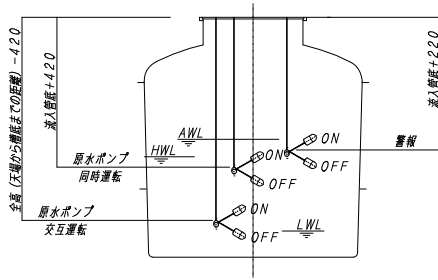 全高（天場から槽底までの距離）-420
流入管底+420
流入管底+220
AWL
ON
HWL
原水ポンプ
同時運転
ON
OFF
警報
OFF
原水ポンプ
交互運転
ON
OFF
LWL